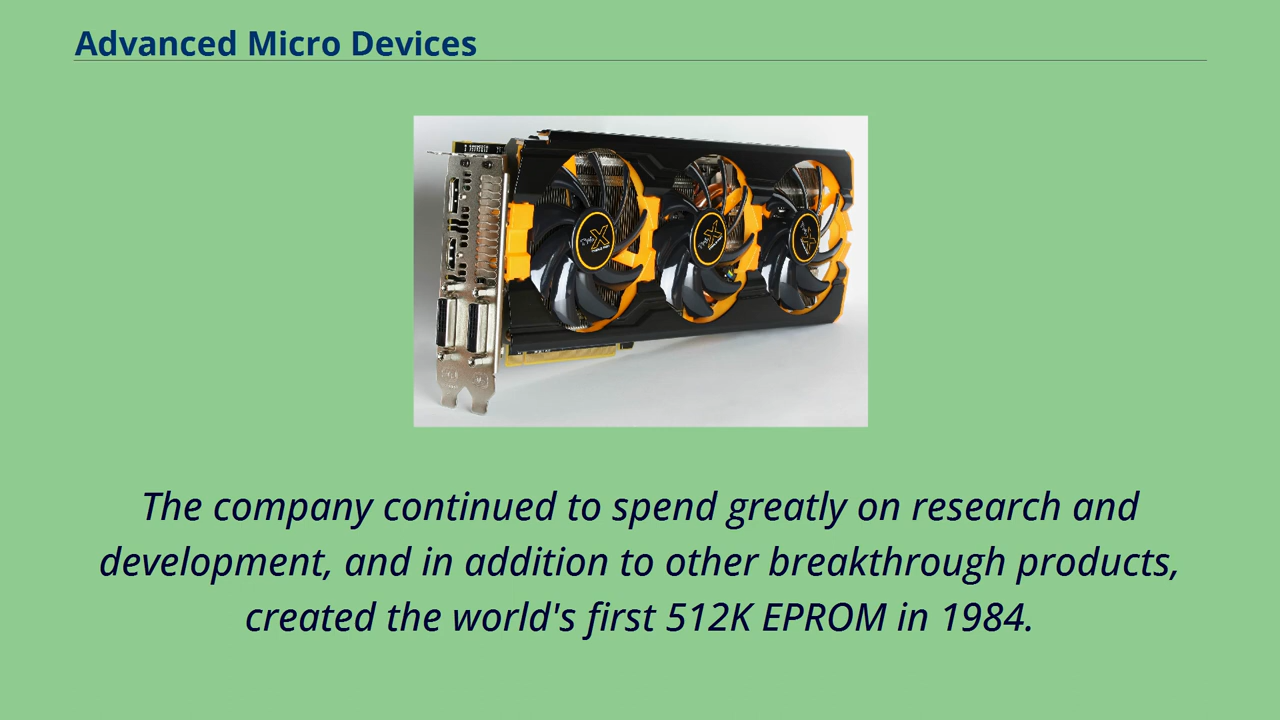 Advanced Micro Devices
The company continued to spend greatly on research and
development, and in addition to other breakthrough products,
created the world's first 512K EPROM in 1984.